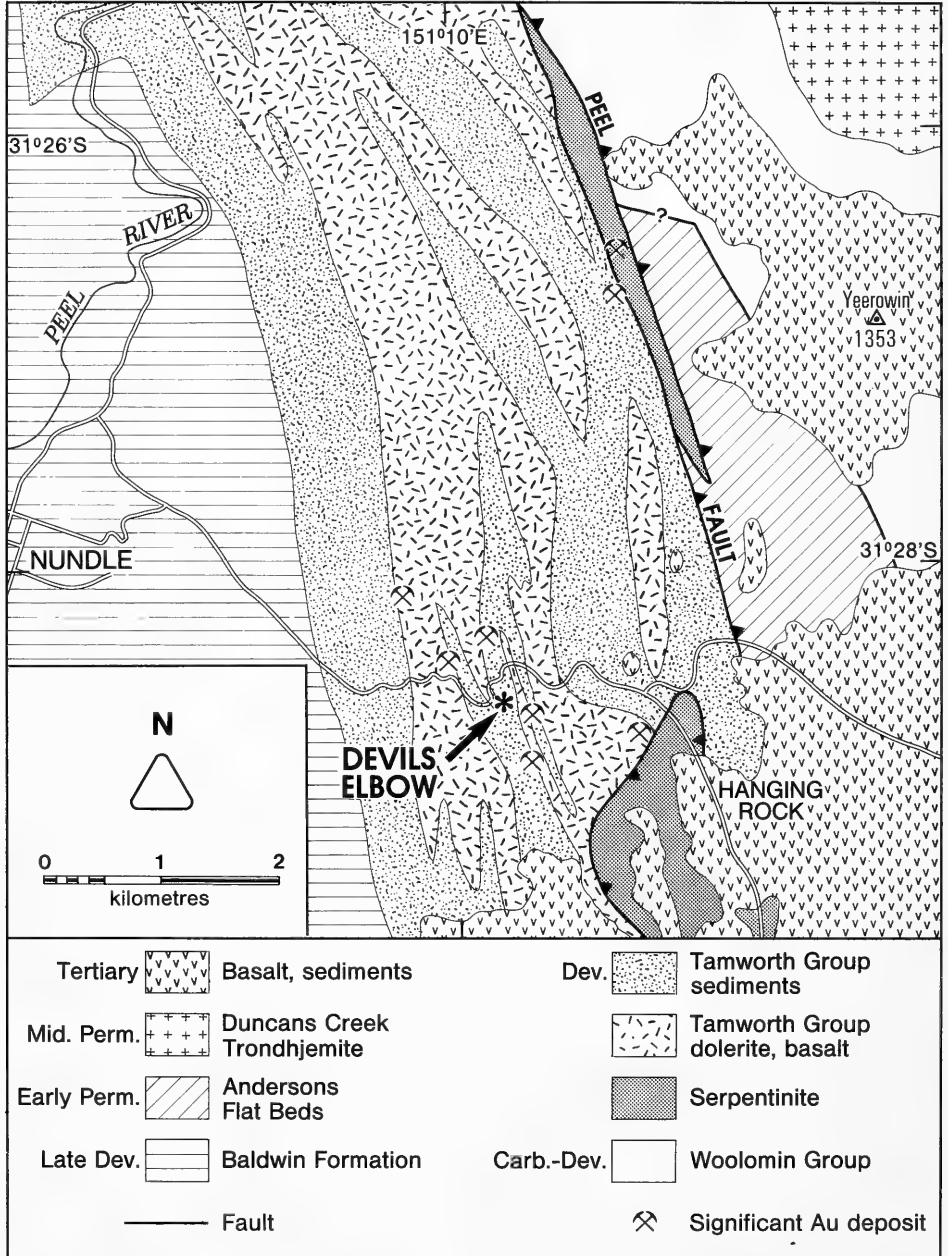 151°10'E
PEEL
31°26'S
RIVER
PEEL
?
Yeerowin
1353
FAULT
31°28'S
NUNDLE
N
DEVILS
ELBOW
HANGING
ROCK
0 1 2
kilometres
Tertiary Basalt, sediments
Mid. Perm. Duncans Creek
Trondhjemite
Early Perm. Andersons
Flat Beds
Late Dev. Baldwin Formation
Fault
Dev. Tamworth Group
sediments
Tamworth Group
dolerite, basalt
Serpentinite
Carb.-Dev. Woolomin Group
Significant Au deposit